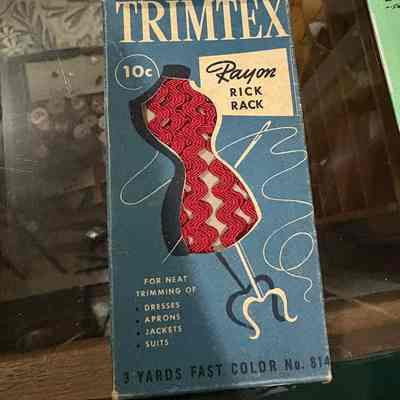 TRIMTEX
10c
Rayon
RICK
RACK
FOR NEAT
TRIMMING OF
• DRESSES
• APRONS
• JACKETS
• SUITS
3 YARDS FAST COLOR No. 814